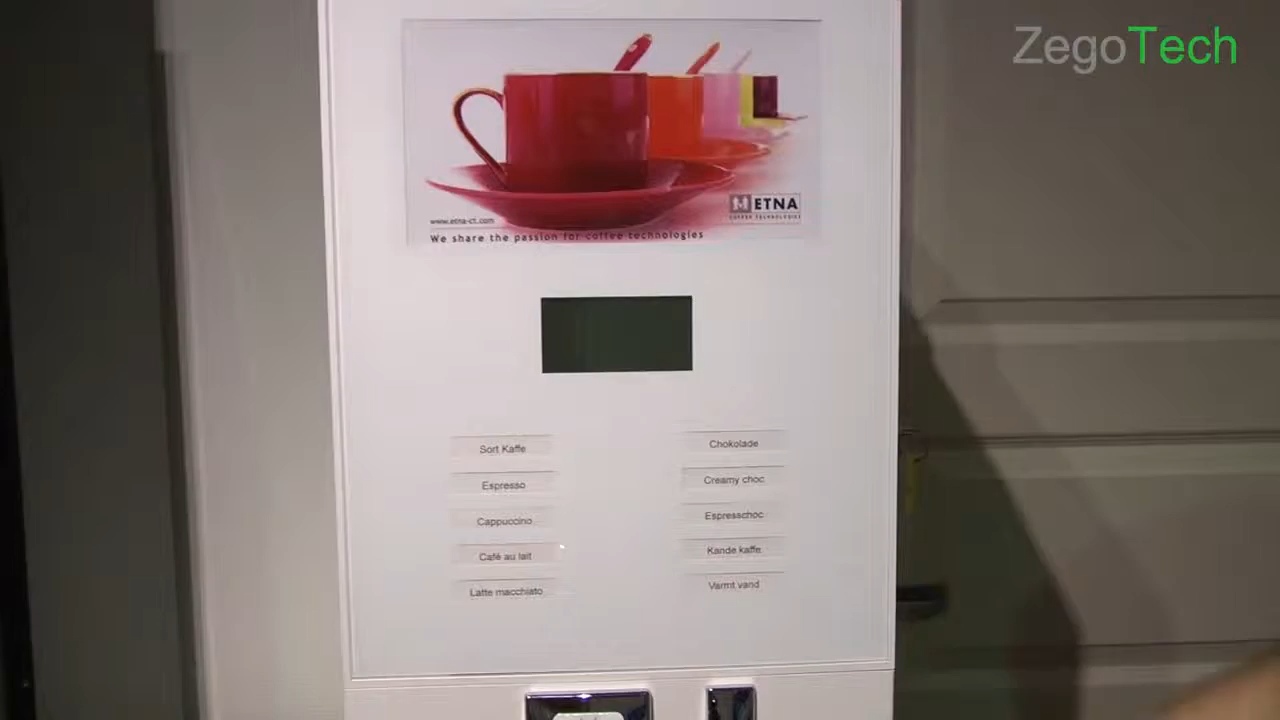 ZegoTech
ETNA
COFFEE TECHNOLOGIES
www.etna-ct.com
We share the passion for coffee technologies
Sort Kaffe
Chokolade
Espresso
Creamy choc
Cappuccino
Espresschoc
Café au lait
Kande kaffe
Latte macchiato
Varmt vand